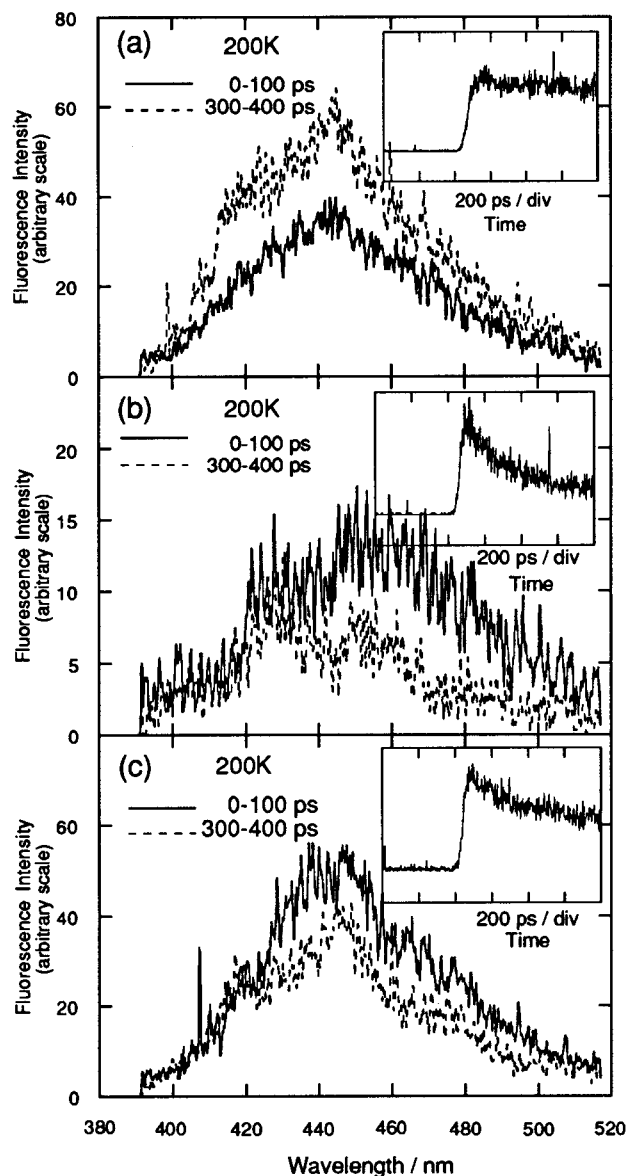 80
(a)
200K
0-100 ps
300-400 ps
60
40
20
0
200 ps / div
Time
Fluorescence Intensity
(arbitrary scale)
(b)
200K
0-100 ps
300-400 ps
20
15
10
5
0
200 ps / div
Time
Fluorescence Intensity
(arbitrary scale)
(c)
200K
0-100 ps
300-400 ps
60
40
20
0
200 ps / div
Time
Fluorescence Intensity
(arbitrary scale)
380
400
420
440
460
480
500
520
Wavelength / nm